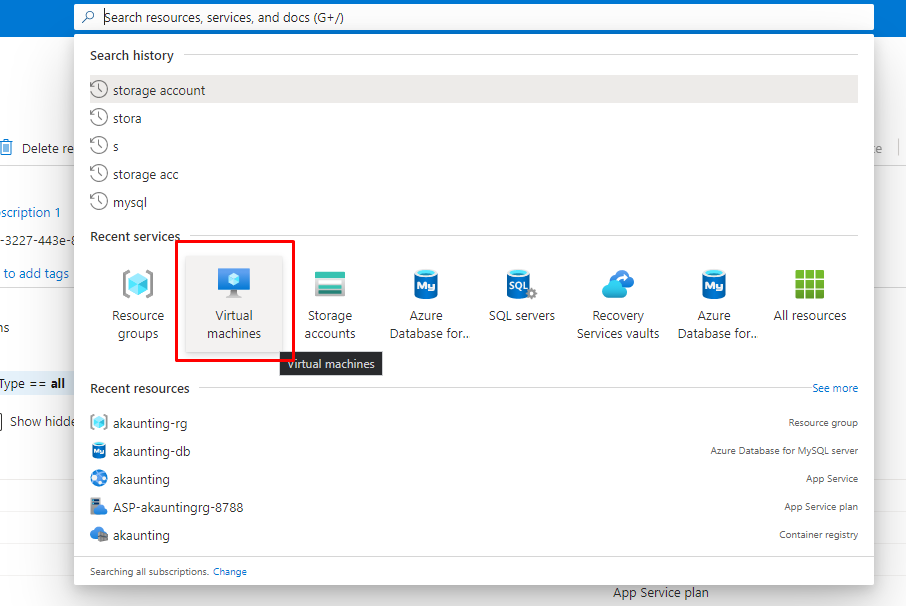 Search resources, services, and docs (G+/)
Search history
storage account
stora
s
storage acc
mysql
Delete re
scription 1
-3227-443e-8
to add tags
Type == all
Show hidde
Recent services
Resource groups
Virtual machines
Storage accounts
Azure Database for..
SQL servers
Recovery Services vaults
Azure Database for..
All resources
Virtual machines
Recent resources
See more
akaunting-rg
Resource group
akaunting-db
Azure Database for MySQL server
akaunting
App Service
ASP-akauntingrg-8788
App Service plan
akaunting
Container registry
Searching all subscriptions. Change
App Service plan